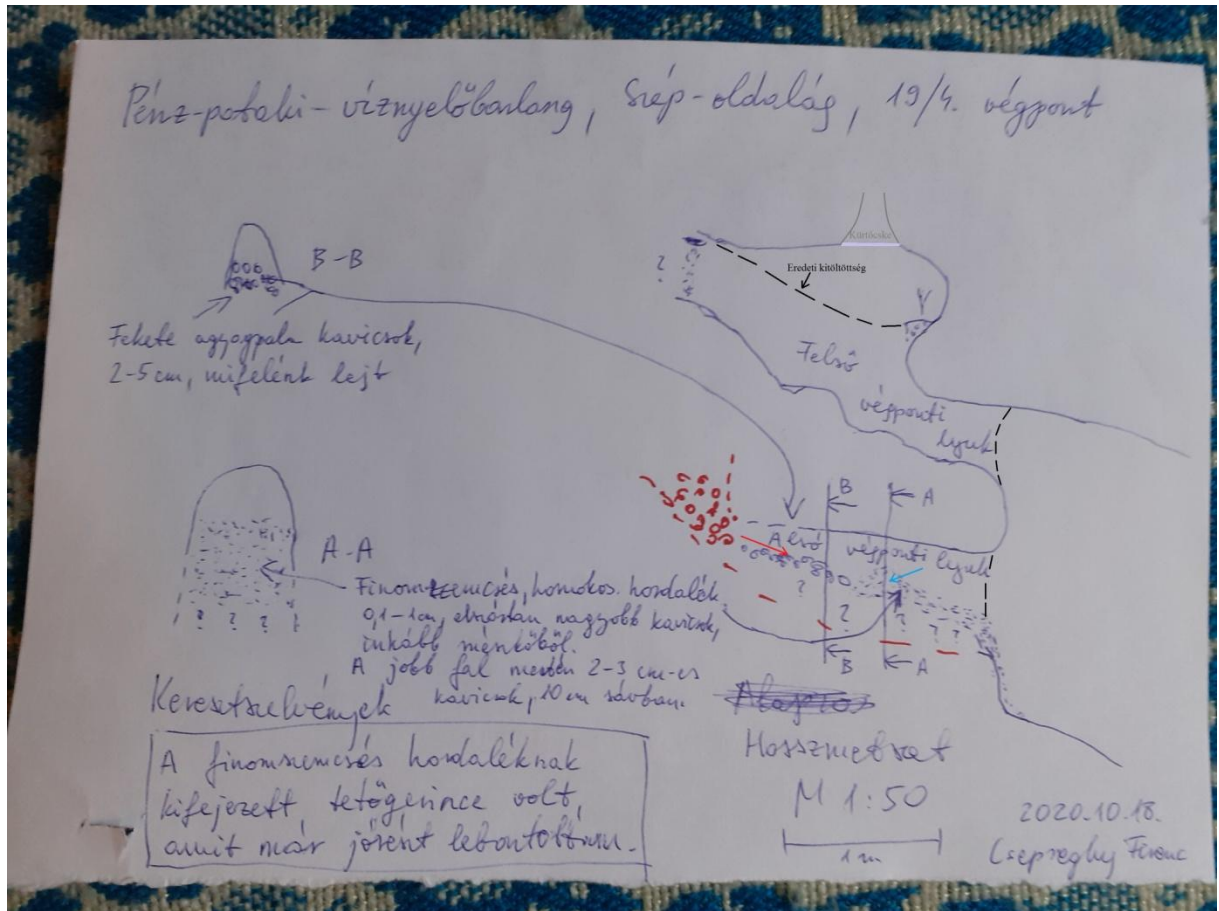 Pénz-pataki-víznyelőbarlang, Szép-oldalág, 19/4. végpont
B-B
Fekete agyagpala kavicsok,
2-5 cm, mifelénk lejt
Kürtőcske
Eredeti kitöltöttség
?
Felső
végponti
lyuk
B
A
Alsó végponti lyuk
?
?
?
?
?
B
A
A-A
Finomszemcsés, homokos hordalék
0,1-1cm, elszórtan nagyobb kavicsok,
inkább mészkőből.
A jobb fal mentén 2-3 cm-es
kavicsok, 10 cm sávban.
? ? ? ?
Keresztszelvények
A finomszemcsés hordaléknak
kifejezett tetőgerince volt,
amit már jórészt lebontottam.
Hosszmetszet
M 1:50
1 m
2020.10.18.
Csepreghy Ferenc